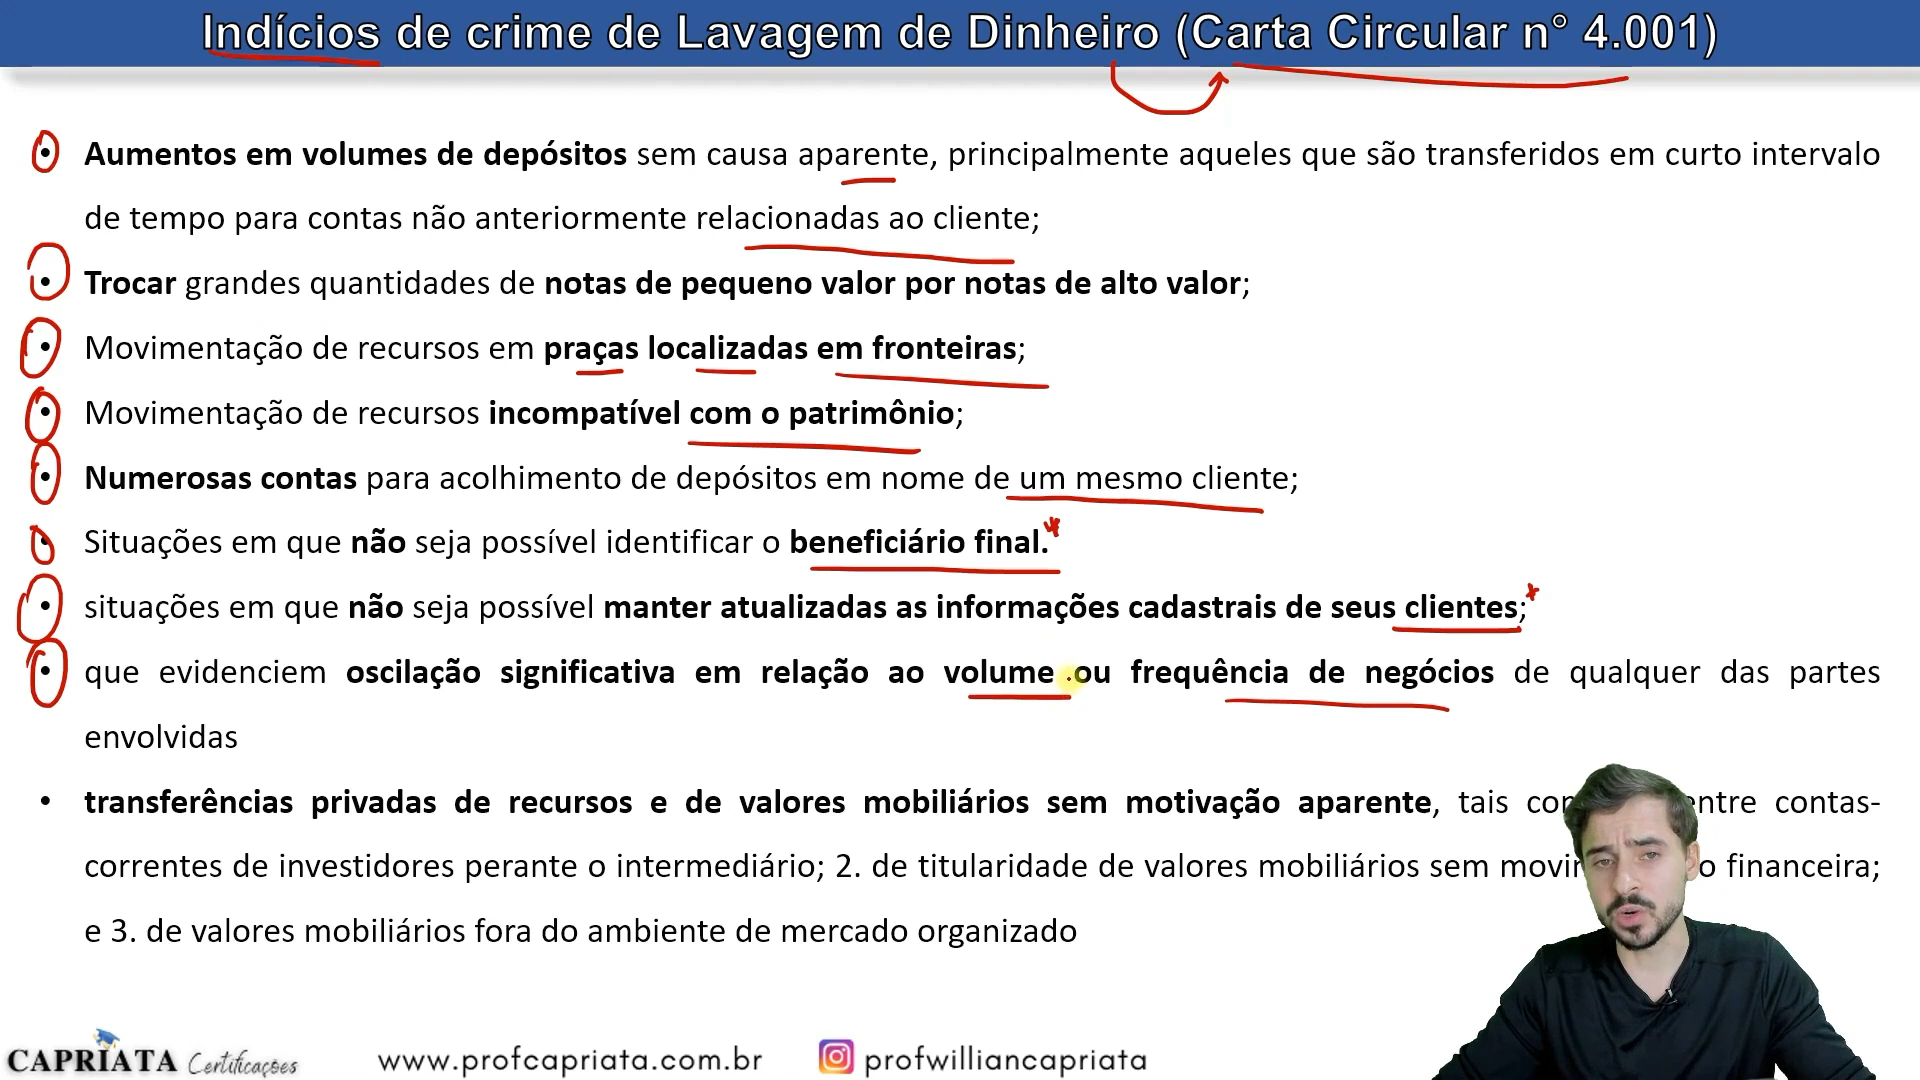 Indícios de crime de Lavagem de Dinheiro (Carta Circular n° 4.001)
• Aumentos em volumes de depósitos sem causa aparente, principalmente aqueles que são transferidos em curto intervalo
de tempo para contas não anteriormente relacionadas ao cliente;
• Trocar grandes quantidades de notas de pequeno valor por notas de alto valor;
• Movimentação de recursos em praças localizadas em fronteiras;
• Movimentação de recursos incompatível com o patrimônio;
• Numerosas contas para acolhimento de depósitos em nome de um mesmo cliente;
• Situações em que não seja possível identificar o beneficiário final.*
• situações em que não seja possível manter atualizadas as informações cadastrais de seus clientes;*
• que evidenciem oscilação significativa em relação ao volume ou frequência de negócios de qualquer das partes
envolvidas
• transferências privadas de recursos e de valores mobiliários sem motivação aparente, tais entre contas-
correntes de investidores perante o intermediário; 2. de titularidade de valores mobiliários sem financeira;
e 3. de valores mobiliários fora do ambiente de mercado organizado
CAPRIATA Certificações www.profcapriata.com.br profwilliancapriata